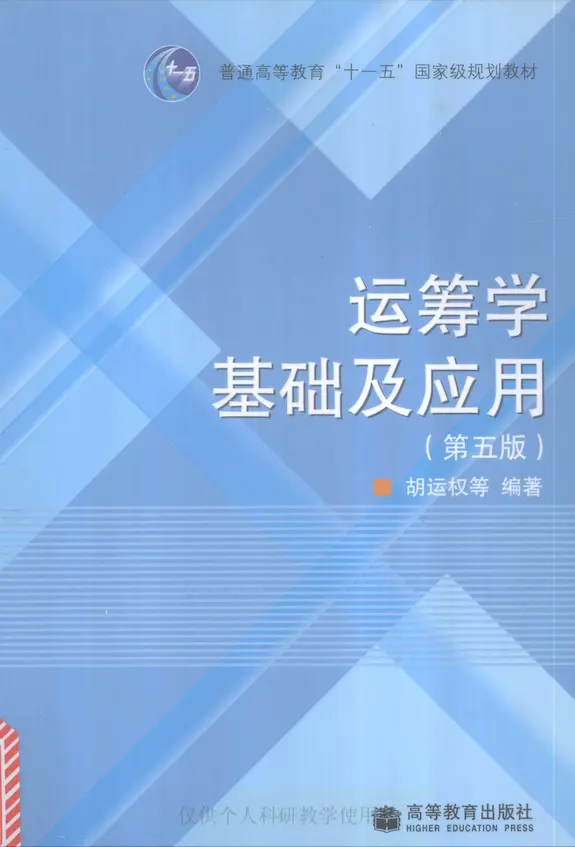 十一五
普通高等教育“十一五”国家级规划教材
运筹学
基础及应用
（第五版）
胡运权等 编著
仅供个人科研教学使用
高等教育出版社
HIGHER EDUCATION PRESS